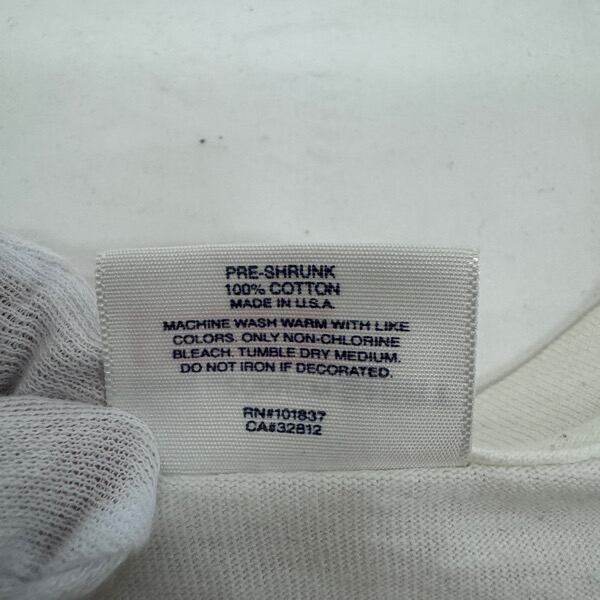 PRE-SHRUNK
100% COTTON
MADE IN U.S.A.
MACHINE WASH WARM WITH LIKE
COLORS. ONLY NON-CHLORINE
BLEACH. TUMBLE DRY MEDIUM.
DO NOT IRON IF DECORATED.
RN#101837
CA#32812